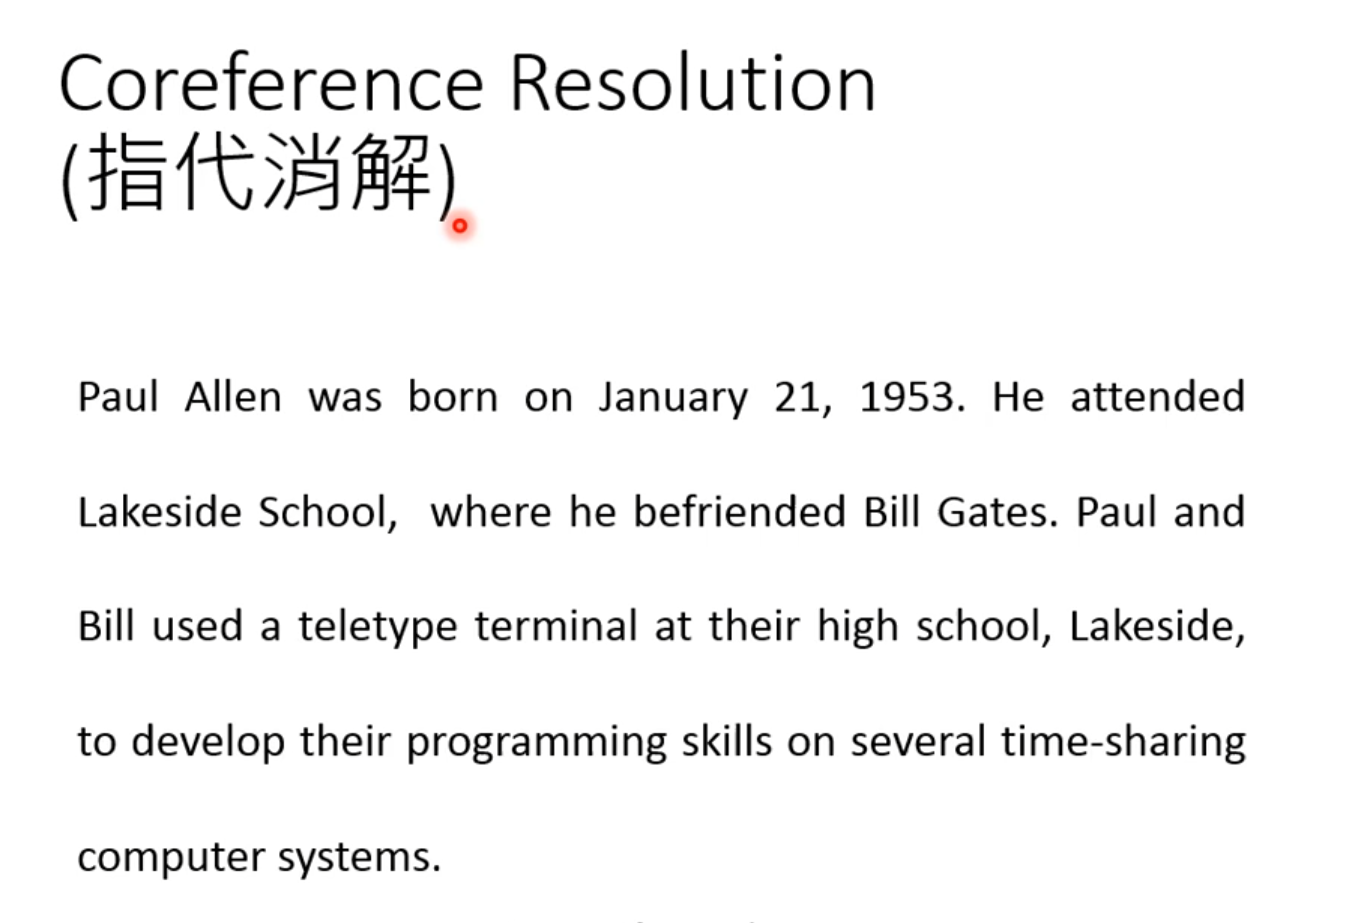 Coreference Resolution
(指代消解)
Paul Allen was born on January 21, 1953. He attended
Lakeside School, where he befriended Bill Gates. Paul and
Bill used a teletype terminal at their high school, Lakeside,
to develop their programming skills on several time-sharing
computer systems.